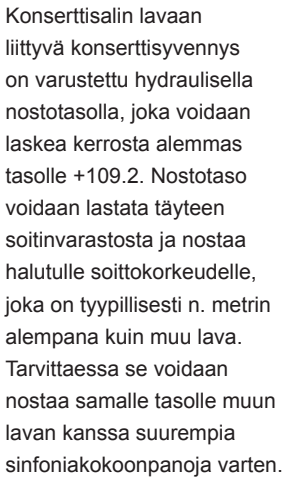 Konserttisalin lavaan
liittyvä konserttisyvennys
on varustettu hydraulisella
nostotasolla, joka voidaan
laskea kerrosta alemmas
tasolle +109.2. Nostotaso
voidaan lastata täyteen
soitinvarastosta ja nostaa
halutulle soittokorkeudelle,
joka on tyypillisesti n. metrin
alempana kuin muu lava.
Tarvittaessa se voidaan
nostaa samalle tasolle muun
lavan kanssa suurempia
sinfoniakokoonpanoja varten.